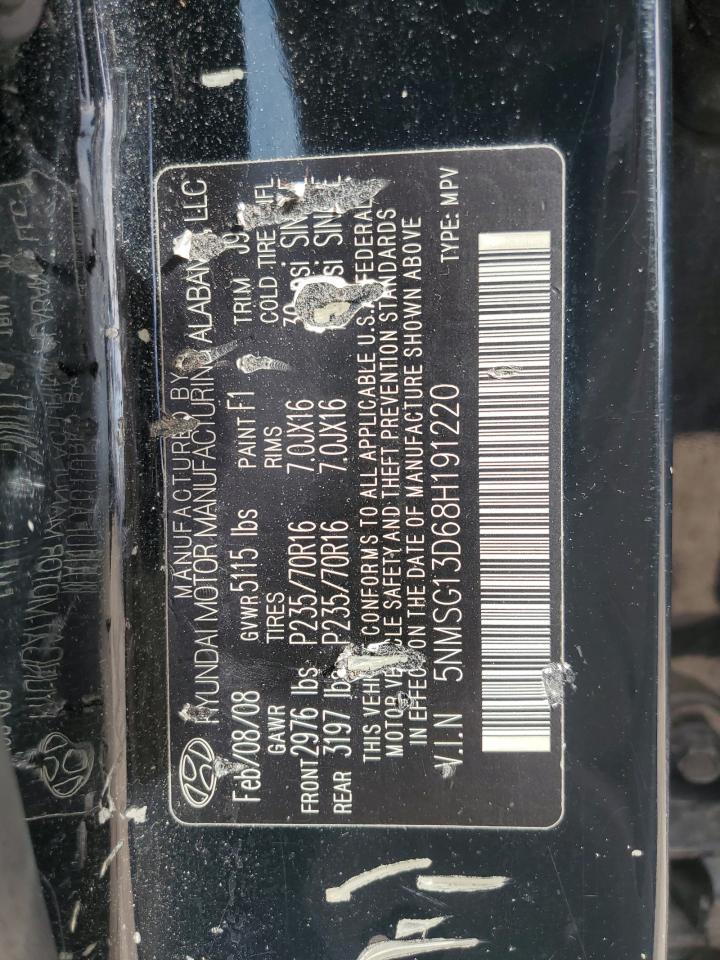 MANUFACTURED BY
HYUNDAI MOTOR MANUFACTURING ALABAMA, LLC
Feb/08/08 GVWR 5115 lbs PAINT F1 TRIM
GAWR TIRES RIMS COLD TIRE
FRONT 2976 lbs P235/70R16 7.0JX16
REAR 3197 lbs P235/70R16 7.0JX16
THIS VEHICLE CONFORMS TO ALL APPLICABLE U.S. FEDERAL
MOTOR VEHICLE SAFETY AND THEFT PREVENTION STANDARDS
IN EFFECT ON THE DATE OF MANUFACTURE SHOWN ABOVE
V.I.N 5NMSG13D68H191220 TYPE: MPV